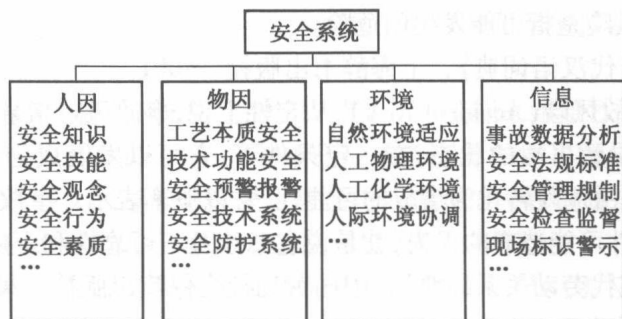 安全系统
人因
安全知识
安全技能
安全观念
安全行为
安全素质
...
物因
工艺本质安全
技术功能安全
安全预警报警
安全技术系统
安全防护系统
...
环境
自然环境适应
人工物理环境
人工化学环境
人际环境协调
...
信息
事故数据分析
安全法规标准
安全管理规制
安全检查监督
现场标识警示
...